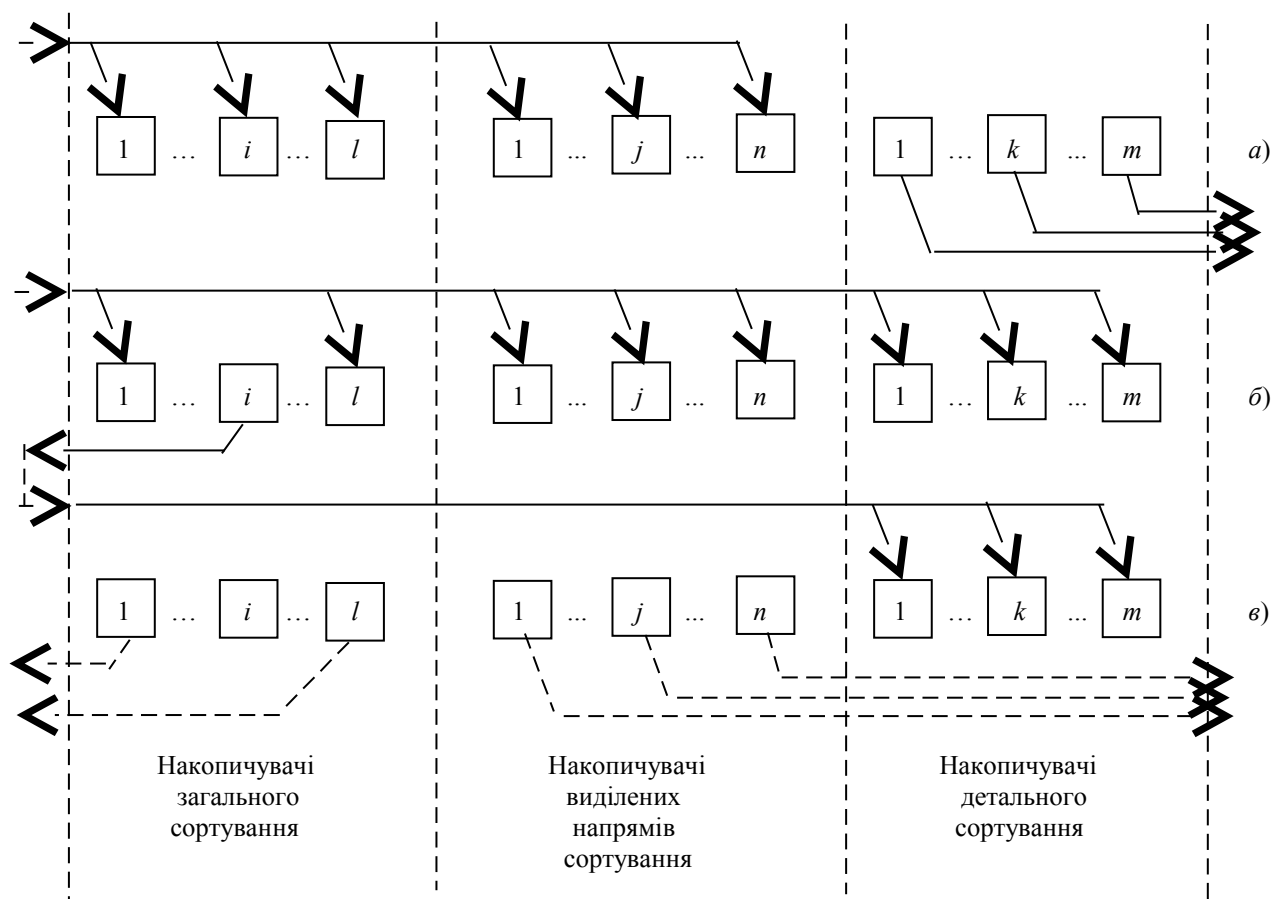 1 … i … l 1 ... j ... n 1 … k ... m а)
1 … i … l 1 ... j ... n 1 … k ... m б)
1 … i … l 1 ... j ... n 1 … k ... m в)
Накопичувачі
загального
сортування
Накопичувачі
виділених
напрямів
сортування
Накопичувачі
детального
сортування